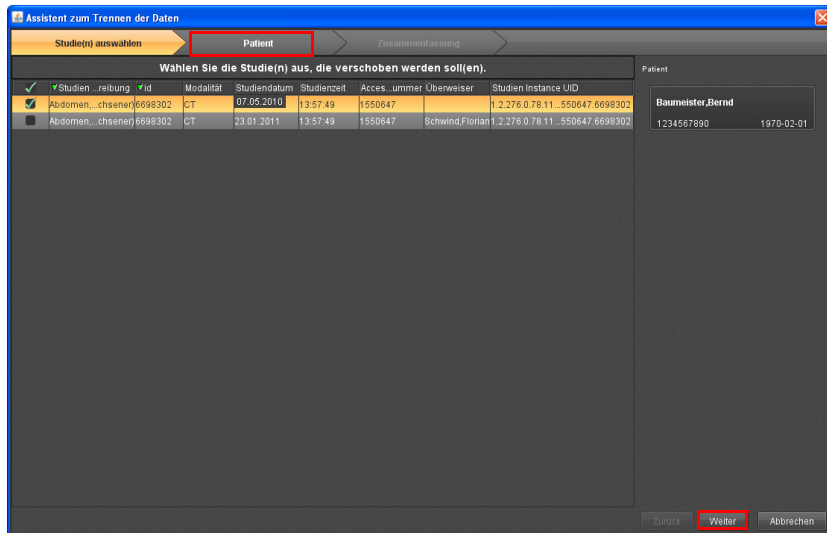 Assistent zum Trennen der Daten
Studie(n) auswählen Patient Zusammenfassung
Wählen Sie die Studie(n) aus, die verschoben werden soll(en). Patient
Studien ...reibung id Modalität Studiendatum Studienzeit Acces...ummer Überweiser Studien Instance UID
Abdomen,...chsener) 6698302 CT 07.05.2010 13:57:49 1550647 1.2.276.0.78.11...550647.6698302
Baumeister,Bernd
Abdomen,...chsener) 6698302 CT 23.01.2011 13:57:49 1550647 Schwind,Florian 1.2.276.0.78.11...550647.6698302
1234567890 1970-02-01
Zurück Weiter Abbrechen